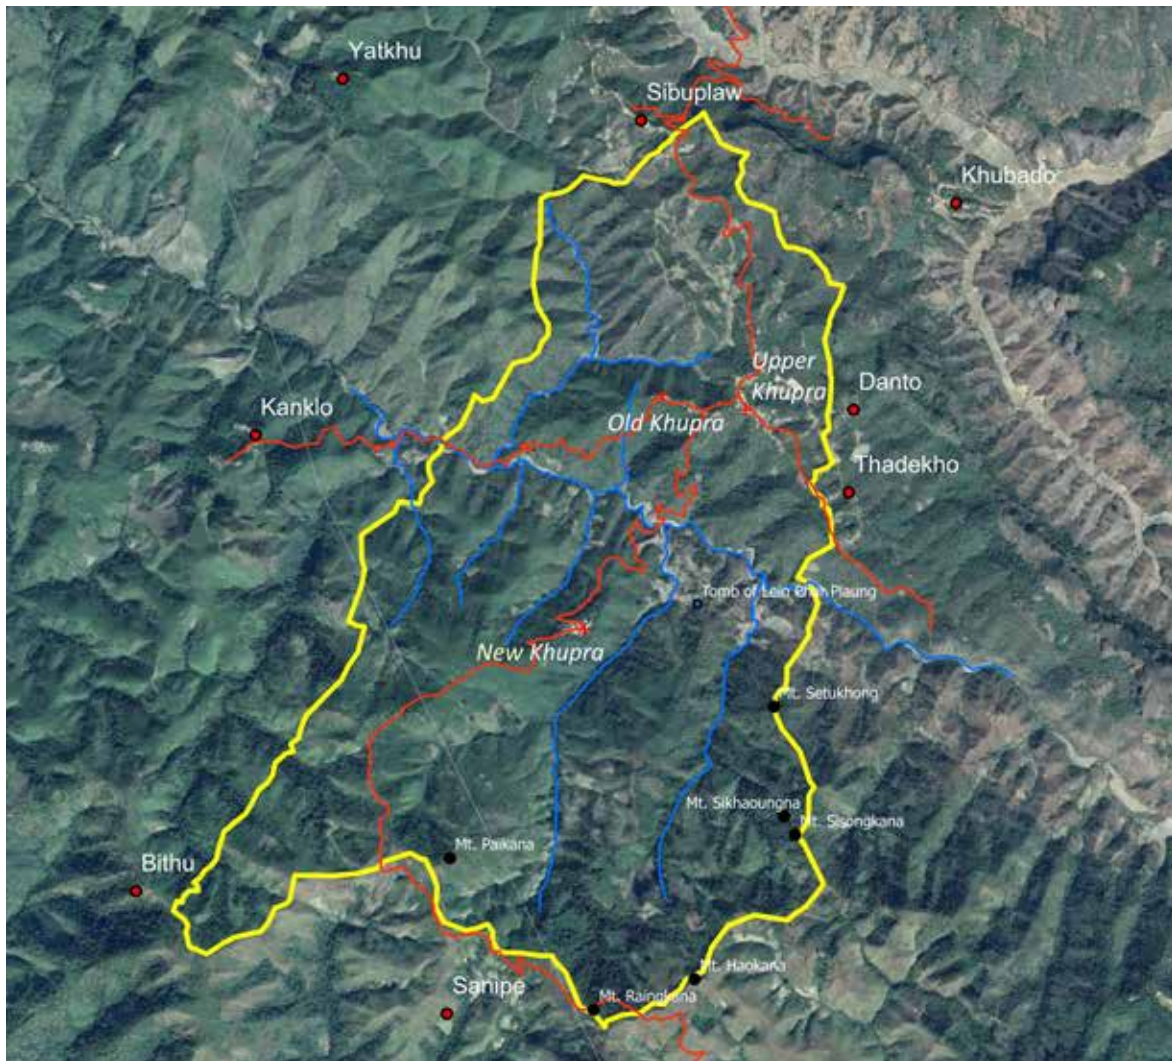 Yatkhu
Sibuplaw
Khubado
Upper
Khupra
Danto
Old Khupra
Kanklo
Thadekho
Tomb of Lein Phai Plaung
New Khupra
Mt. Setukhong
Mt. Sikhaoungna
Mt. Sisongkana
Mt. Paikana
Bithu
Mt. Haokana
Sanipe
Mt. Raingkana